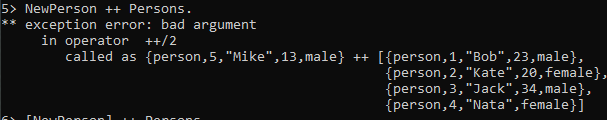 5> NewPerson ++ Persons.
** exception error: bad argument
     in operator  ++/2
        called as {person,5,"Mike",13,male} ++ [{person,1,"Bob",23,male},
                                                {person,2,"Kate",20,female},
                                                {person,3,"Jack",34,male},
                                                {person,4,"Nata",female}]
6> [NewPerson] ++ Persons